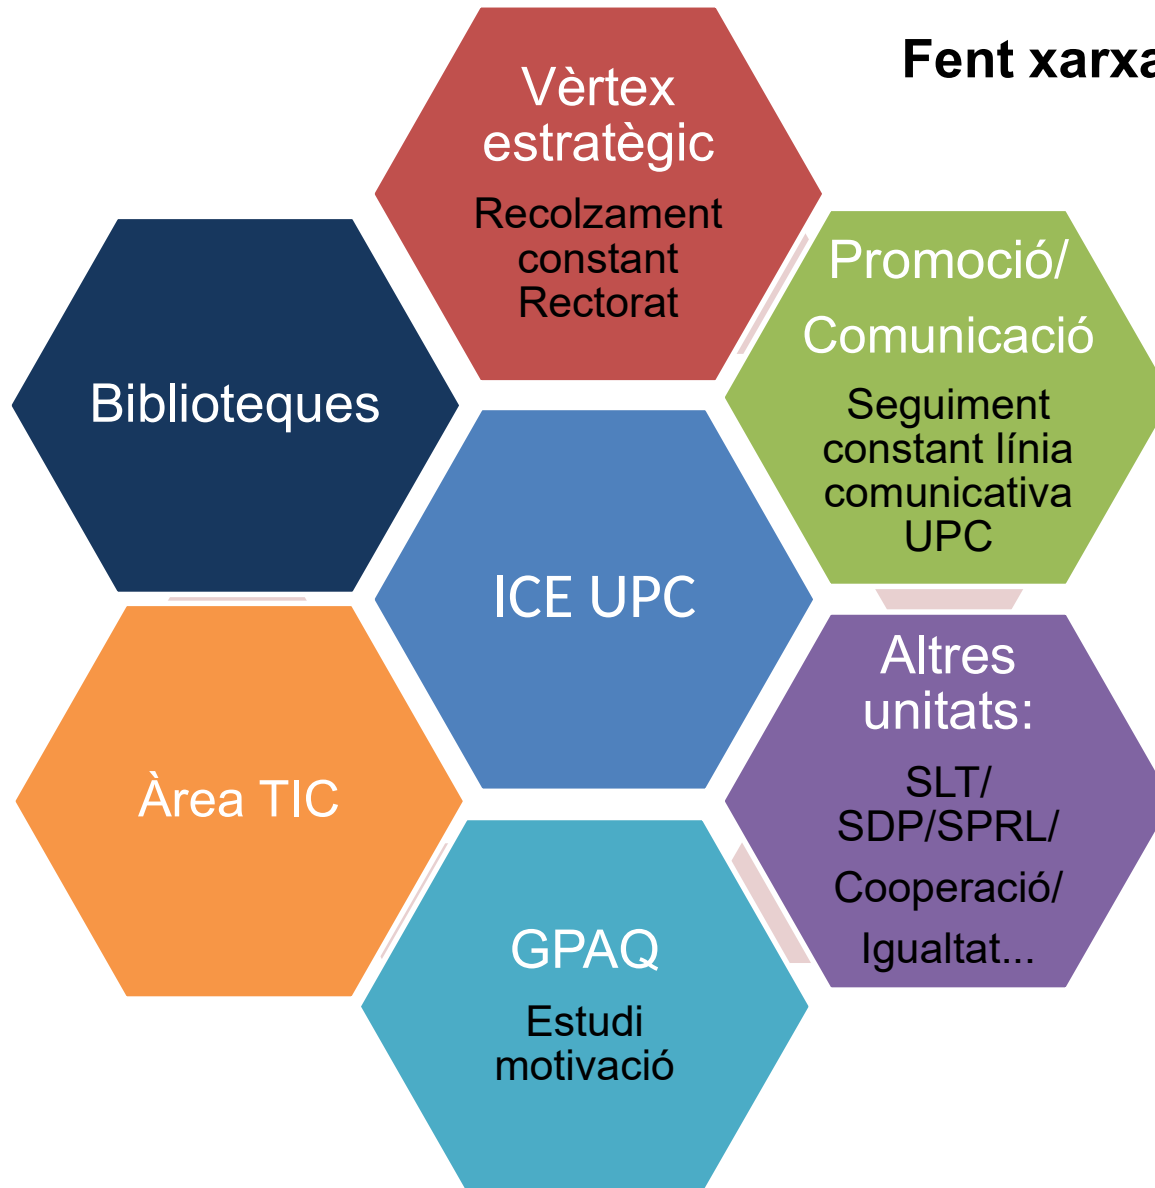 Fent xarxa
Vèrtex
estratègic
Recolzament
constant
Rectorat
Promoció/
Comunicació
Seguiment
constant línia
comunicativa
UPC
Biblioteques
ICE UPC
Altres
unitats:
SLT/
SDP/SPRL/
Cooperació/
Igualtat...
Àrea TIC
GPAQ
Estudi
motivació